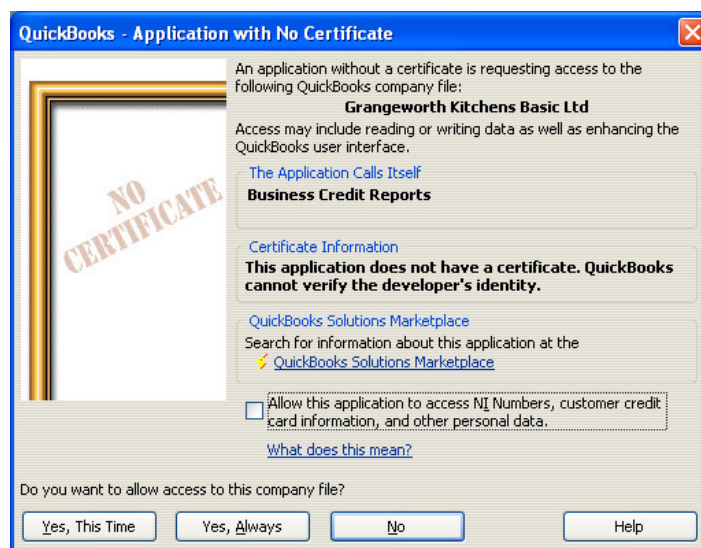 QuickBooks - Application with No Certificate
An application without a certificate is requesting access to the
following QuickBooks company file:
Grangeworth Kitchens Basic Ltd
Access may include reading or writing data as well as enhancing the
QuickBooks user interface.
NO
CERTIFICATE
The Application Calls Itself
Business Credit Reports
Certificate Information
This application does not have a certificate. QuickBooks
cannot verify the developer's identity.
QuickBooks Solutions Marketplace
Search for information about this application at the
QuickBooks Solutions Marketplace
Allow this application to access NI Numbers, customer credit
card information, and other personal data.
What does this mean?
Do you want to allow access to this company file?
Yes, This Time
Yes, Always
No
Help